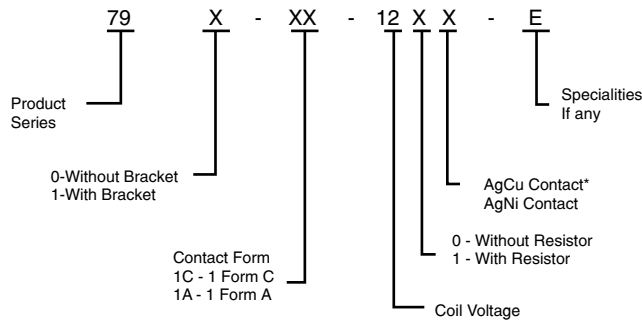 79 X - XX - 12 X X - E
Product
Series
Specialities
If any
0-Without Bracket
1-With Bracket
AgCu Contact*
AgNi Contact
0 - Without Resistor
1 - With Resistor
Contact Form
1C - 1 Form C
1A - 1 Form A
Coil Voltage